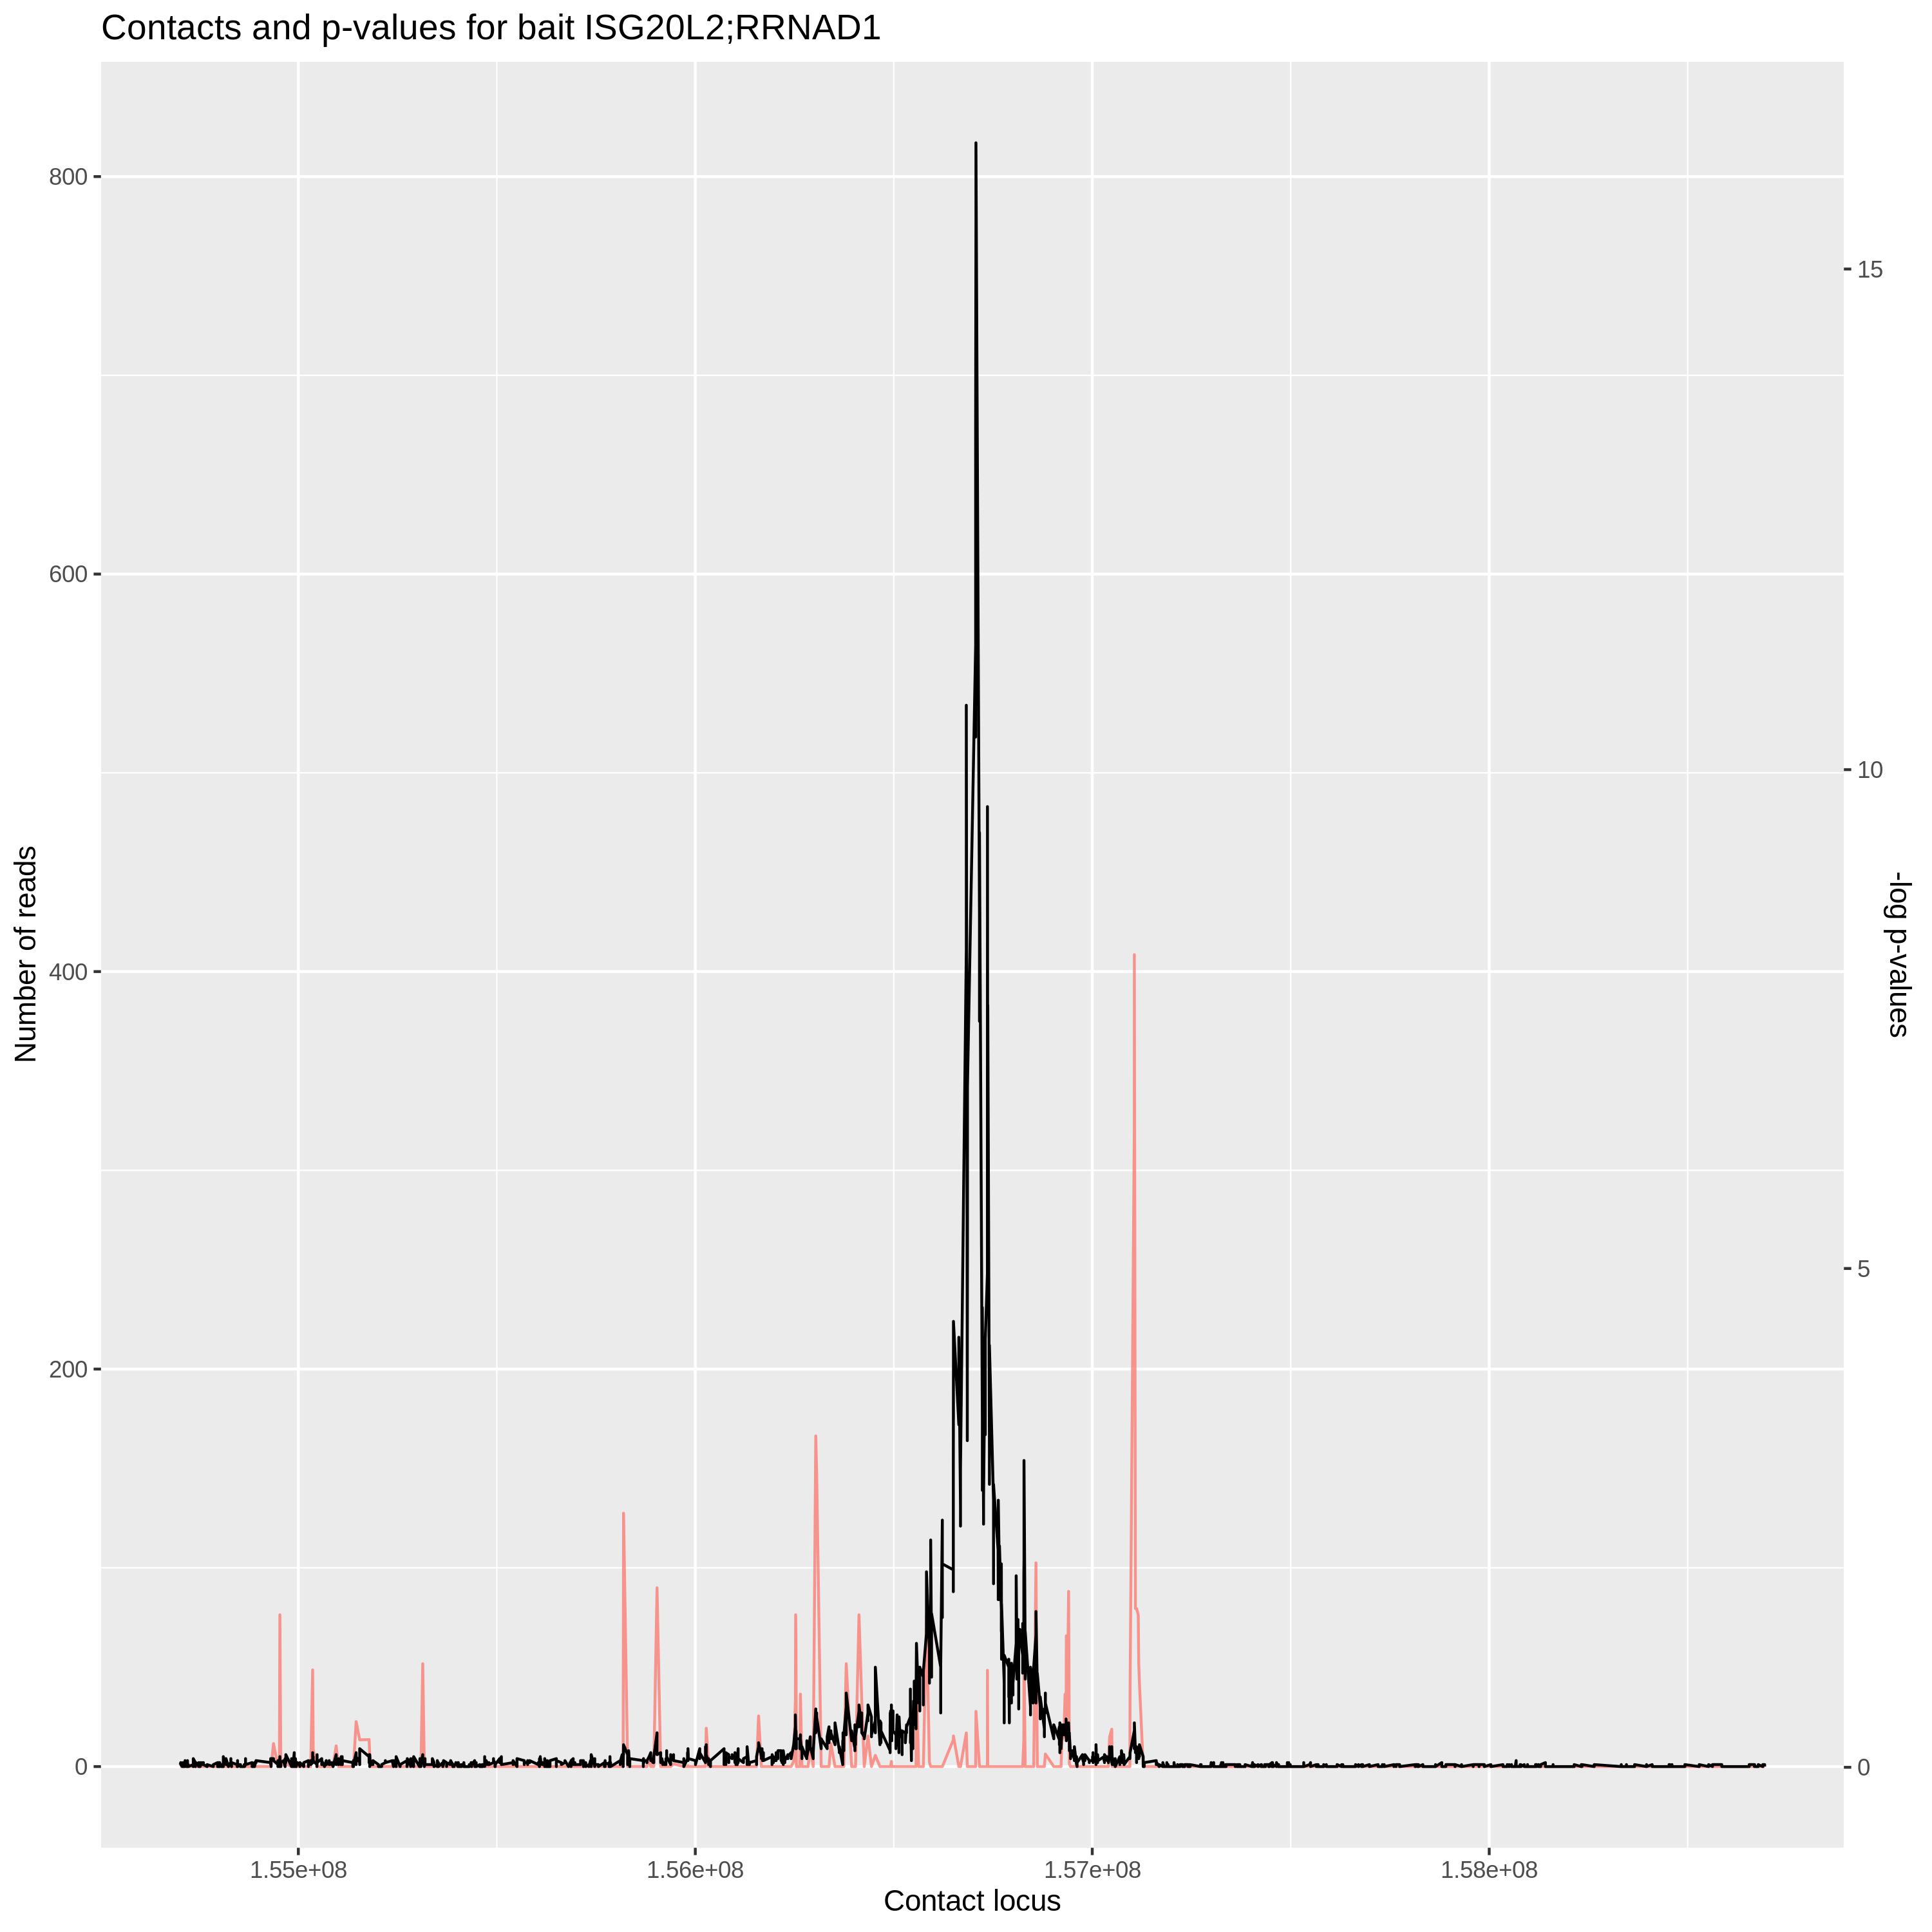 Contacts and p-values for bait ISG20L2;RRNAD1
800
600
400
200
0
Number of reads
15
10
5
0
-log p-values
1.55e+08
1.56e+08
1.57e+08
1.58e+08
Contact locus